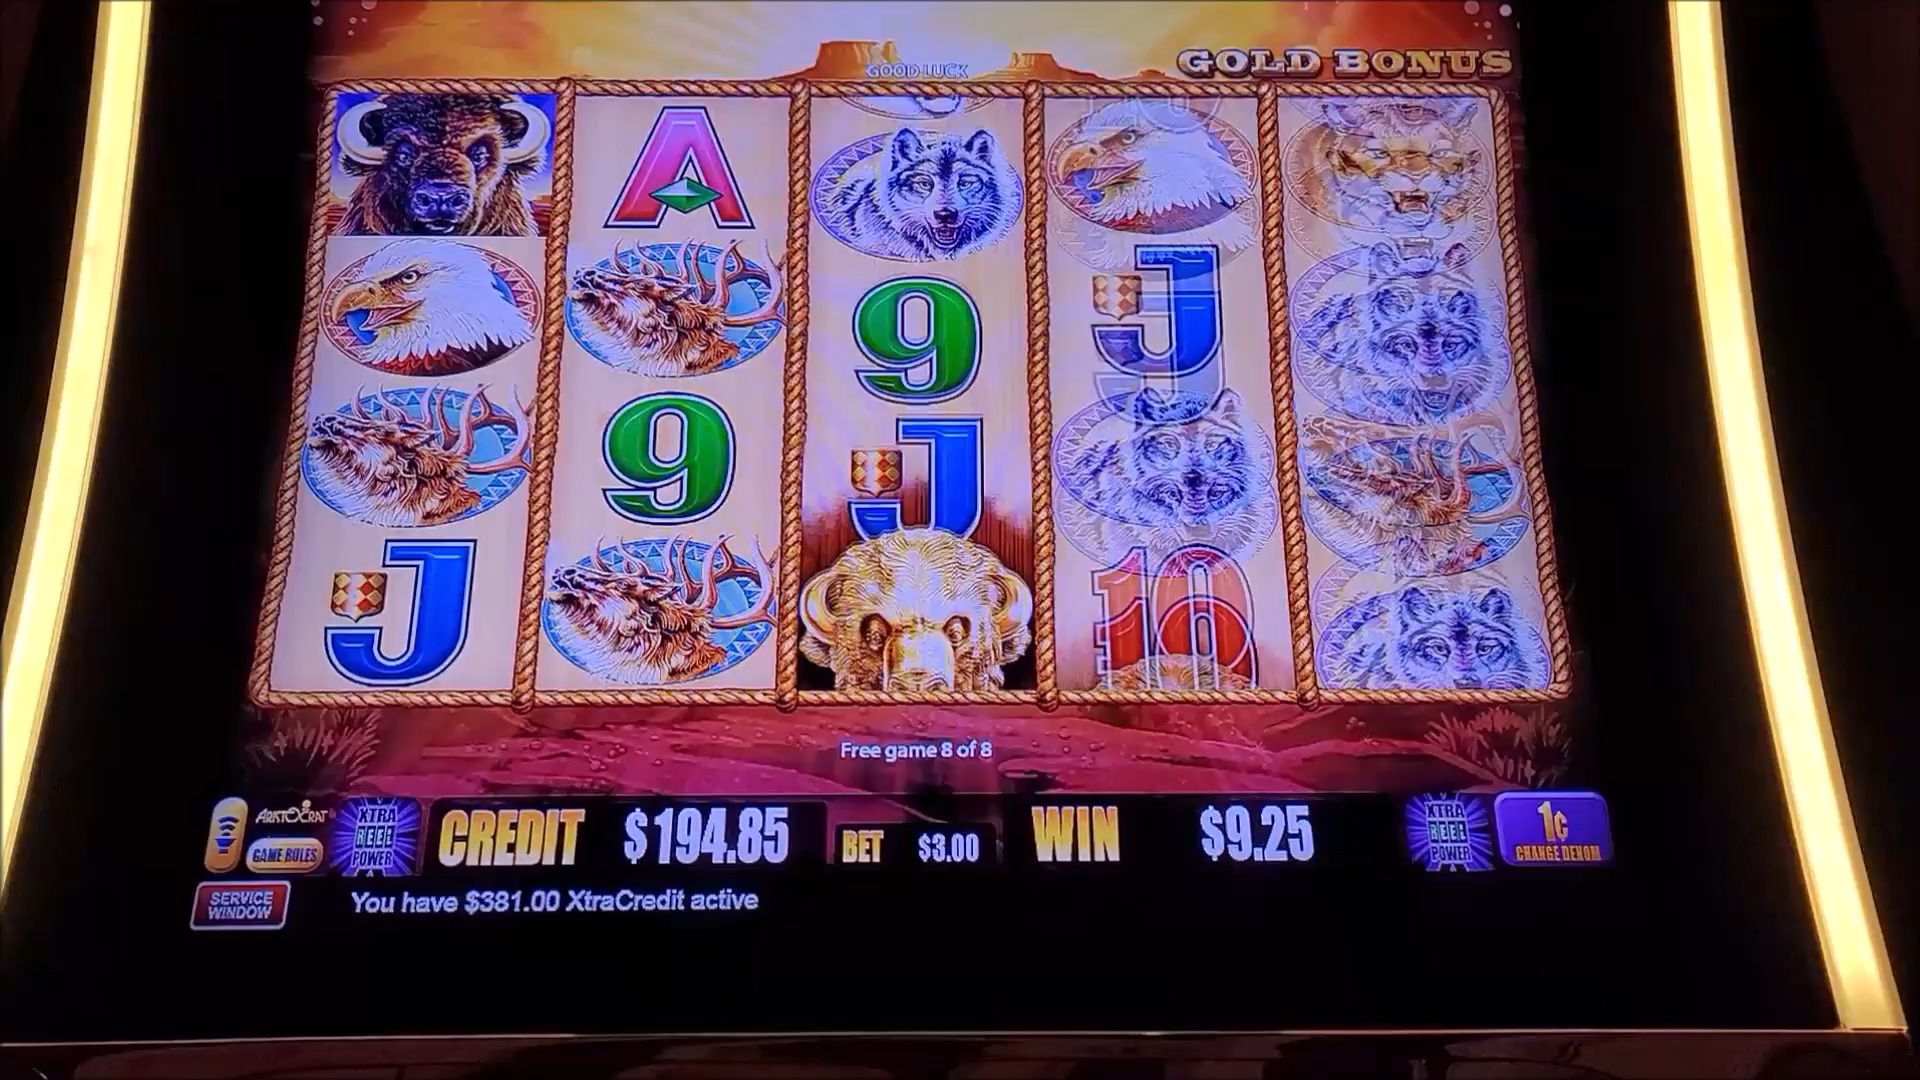 GOOD LUCK
GOLD BONUS
A
9
J
9
J
J
10
Free game 8 of 8
ARISTOCRAT
GAME RULES
XTRA
REEL
POWER
CREDIT $194.85
BET $3.00
WIN $9.25
XTRA
REEL
POWER
1¢
CHANGE DENOM
SERVICE
WINDOW
You have $381.00 XtraCredit active